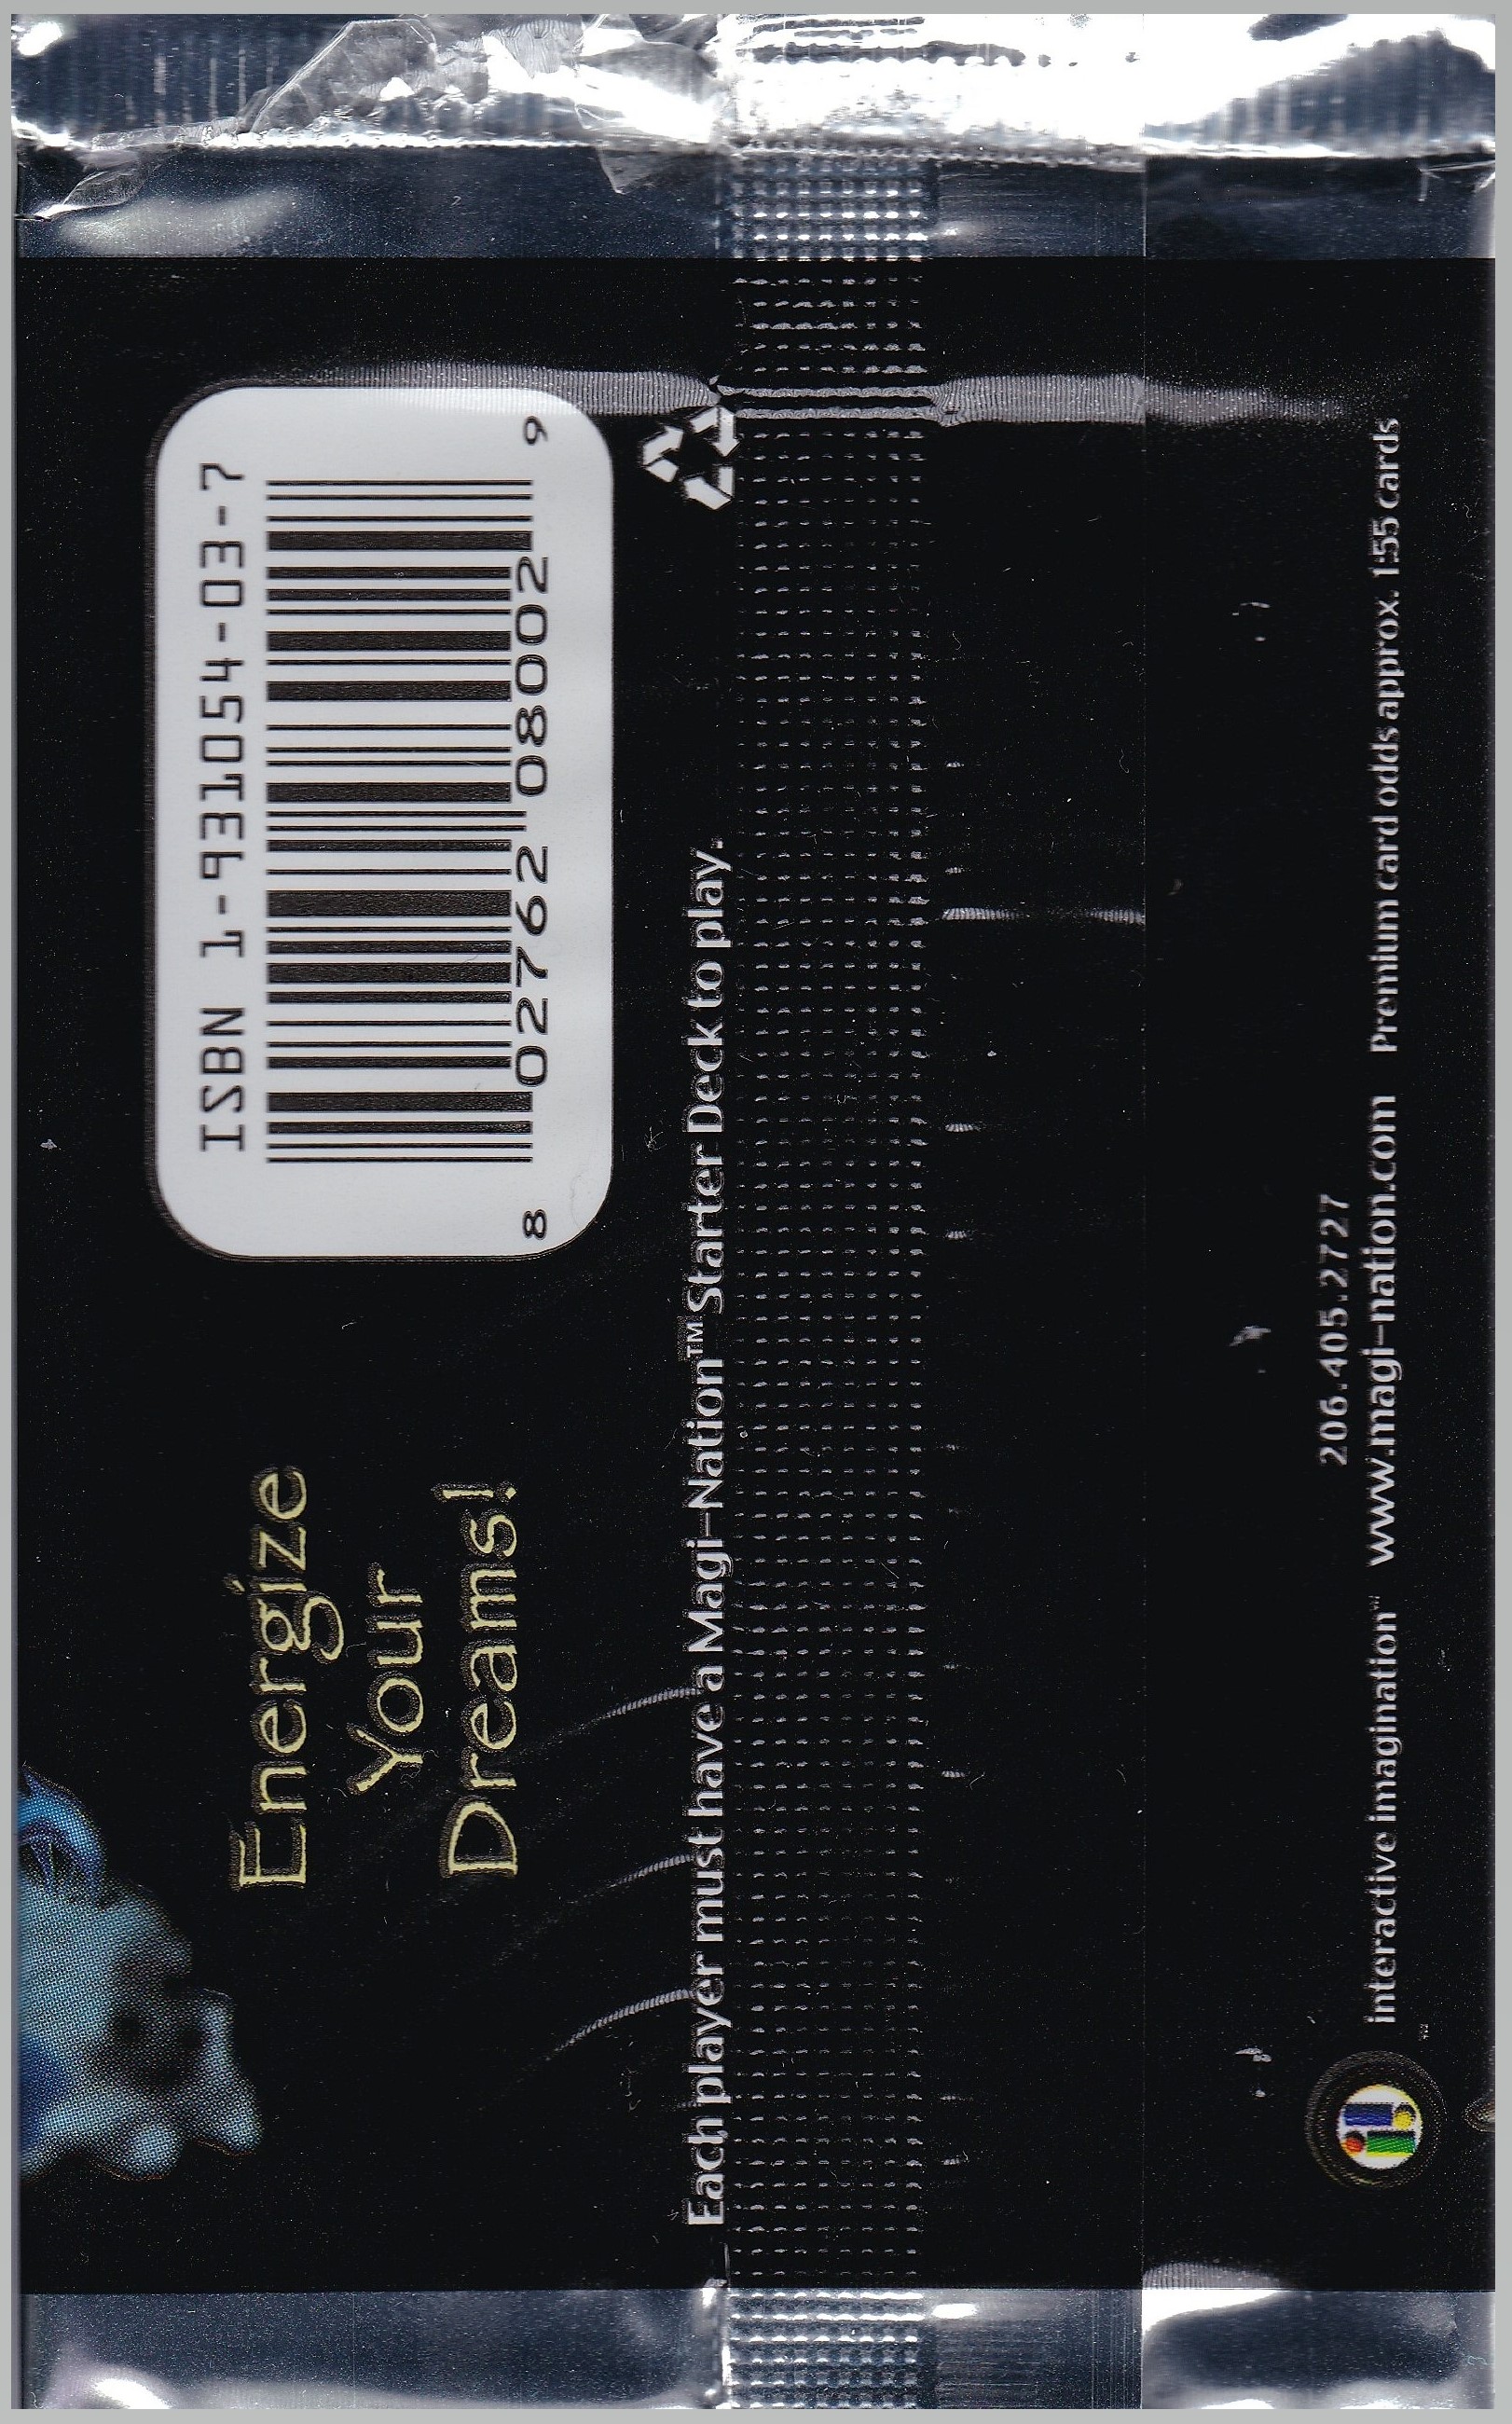 ISBN 1-931054-03-7
8 02762 08002 9
Energize
Your
Dreams!
Each player must have a Magi-Nation™ Starter Deck to play.
206.405.2727
interactive imagination™ www.magi-nation.com Premium card odds approx. 1:55 cards